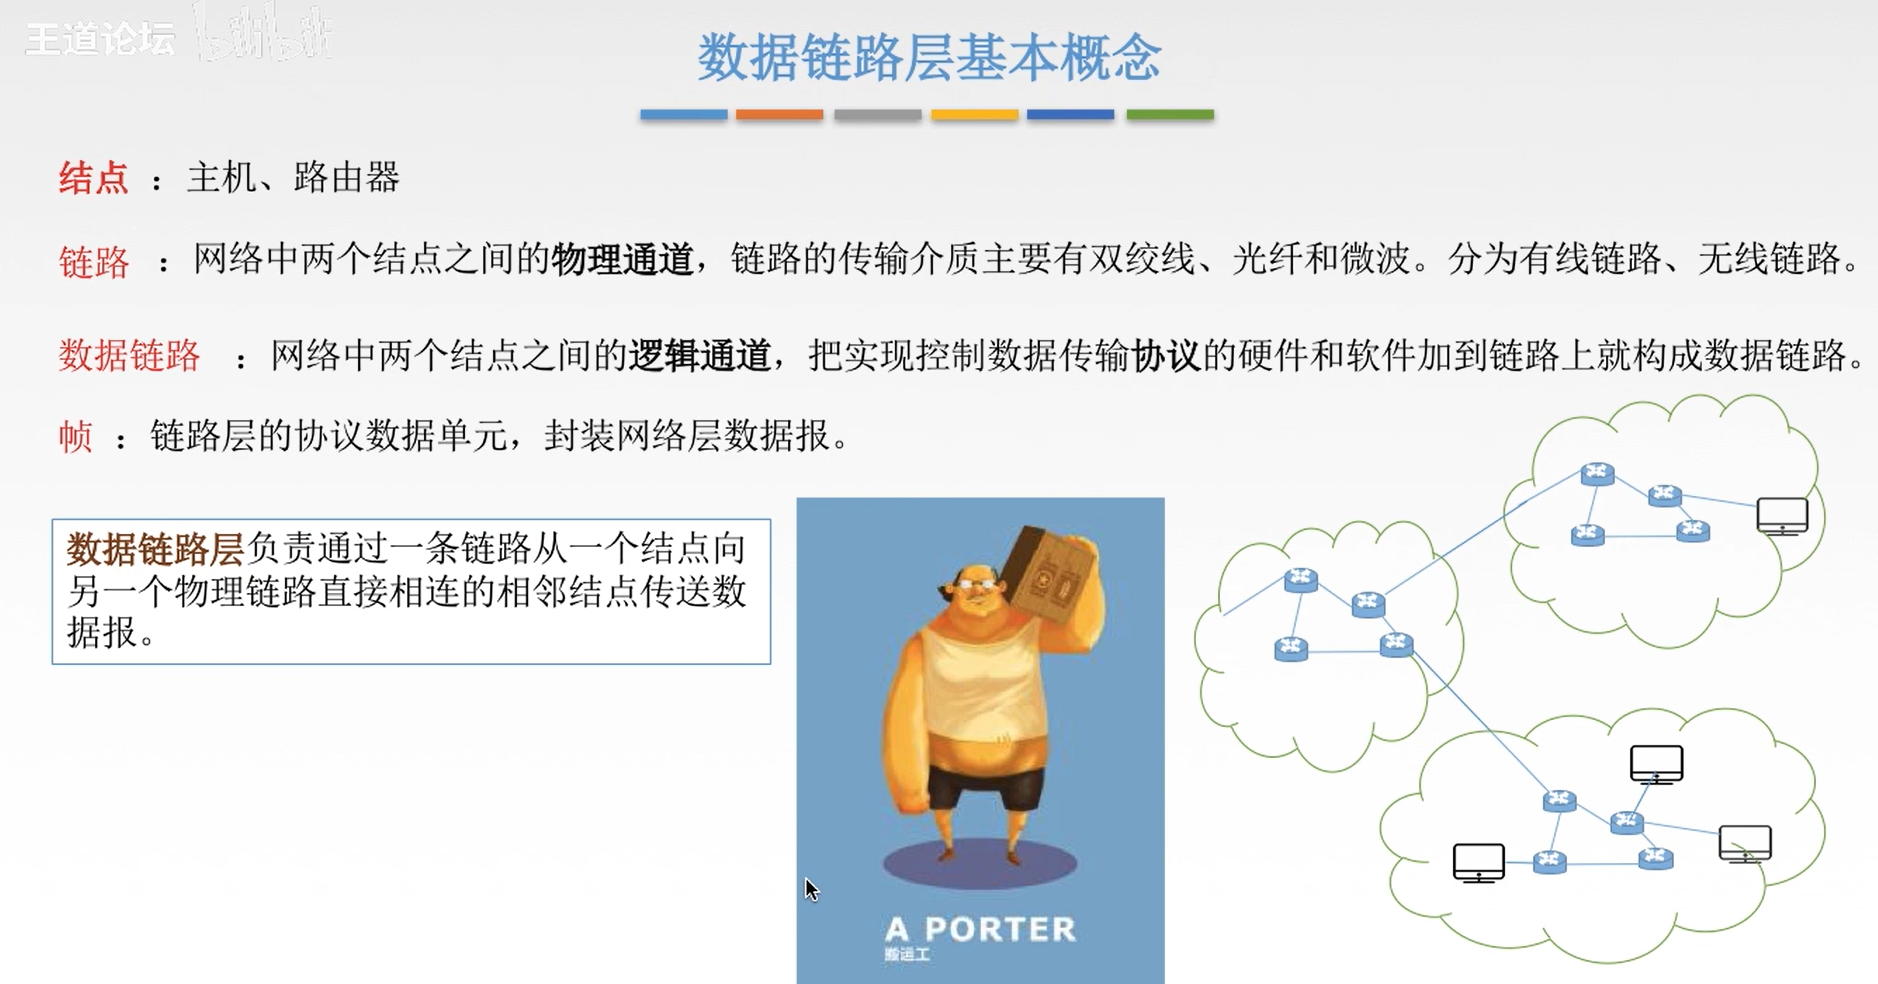 王道论坛 bilibili
数据链路层基本概念
结点：主机、路由器
链路：网络中两个结点之间的物理通道，链路的传输介质主要有双绞线、光纤和微波。分为有线链路、无线链路。
数据链路：网络中两个结点之间的逻辑通道，把实现控制数据传输协议的硬件和软件加到链路上就构成数据链路。
帧：链路层的协议数据单元，封装网络层数据报。
数据链路层负责通过一条链路从一个结点向
另一个物理链路直接相连的相邻结点传送数
据报。
A PORTER
搬运工